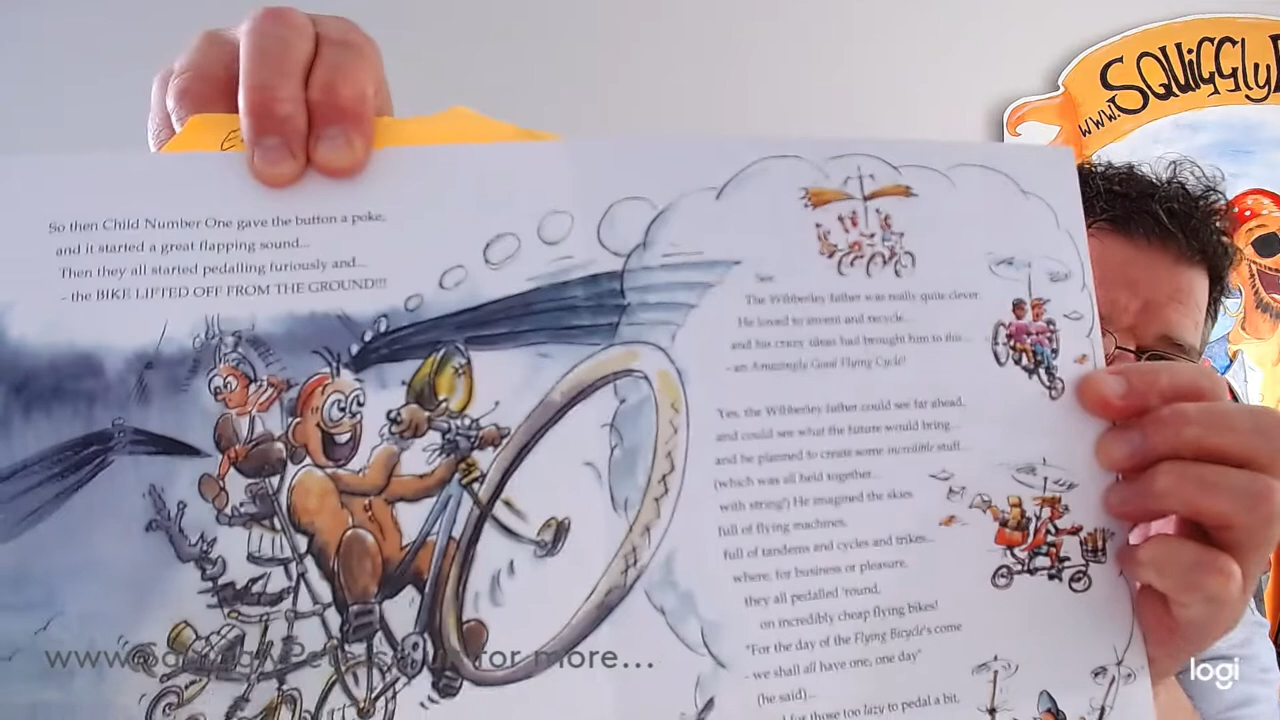 SQUiGGly
www.
E
So then Child Number One gave the button a poke,
and it started a great flapping sound...
Then they all started pedalling furiously and...
- the BIKE LIFTED OFF FROM THE GROUND!!!
See
The Wibberley father was really quite clever.
He loved to invent and recycle...
and his crazy ideas had brought him to this...
- an Amazingly Good Flying Cycle!
Yes, the Wibberley father could see far ahead,
and could see what the future would bring...
and he planned to create some incredible stuff...
(which was all held together...
with string!) He imagined the skies
full of flying machines,
full of tandems and cycles and trikes...
where, for business or pleasure,
they all pedalled 'round,
on incredibly cheap flying bikes!
"For the day of the Flying Bicycle's come
- we shall all have one, one day"
(he said)...
for those too lazy to pedal a bit,
www.SquigglyPete for more...
logi